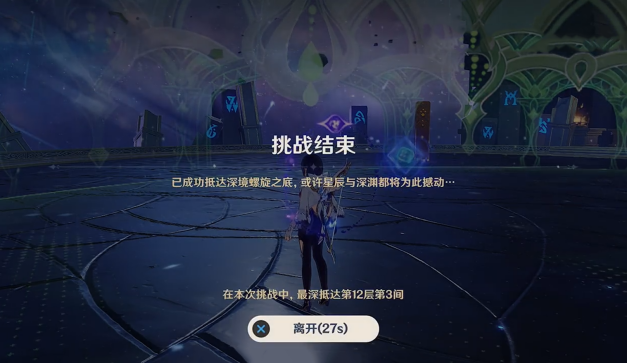 挑战结束
已成功抵达深境螺旋之底，或许星辰与深渊都将为此撼动…
在本次挑战中，最深抵达第12层第3间
离开(27s)